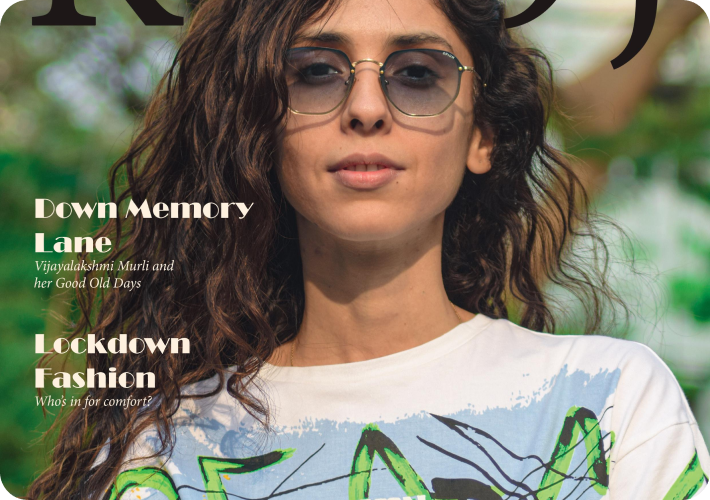 Down Memory
Lane
Vijayalakshmi Murli and
her Good Old Days
Lockdown
Fashion
Who's in for comfort?